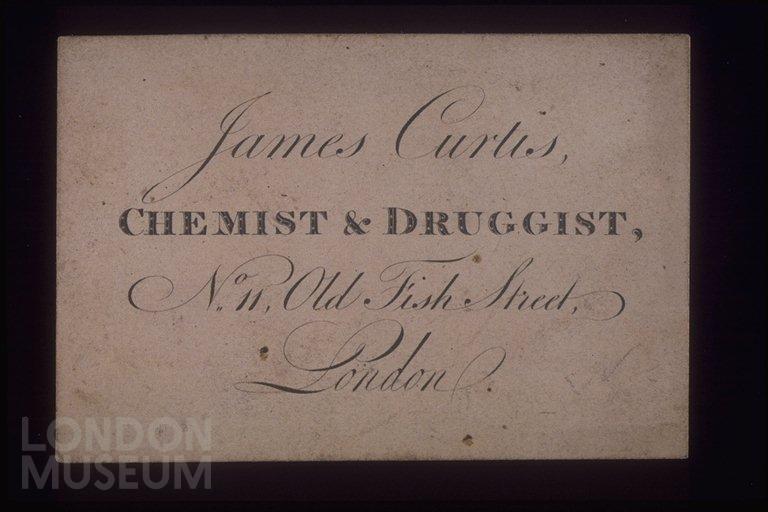 James Curtis,
CHEMIST & DRUGGIST,
No. 11, Old Fish Street,
London.
LONDON
MUSEUM